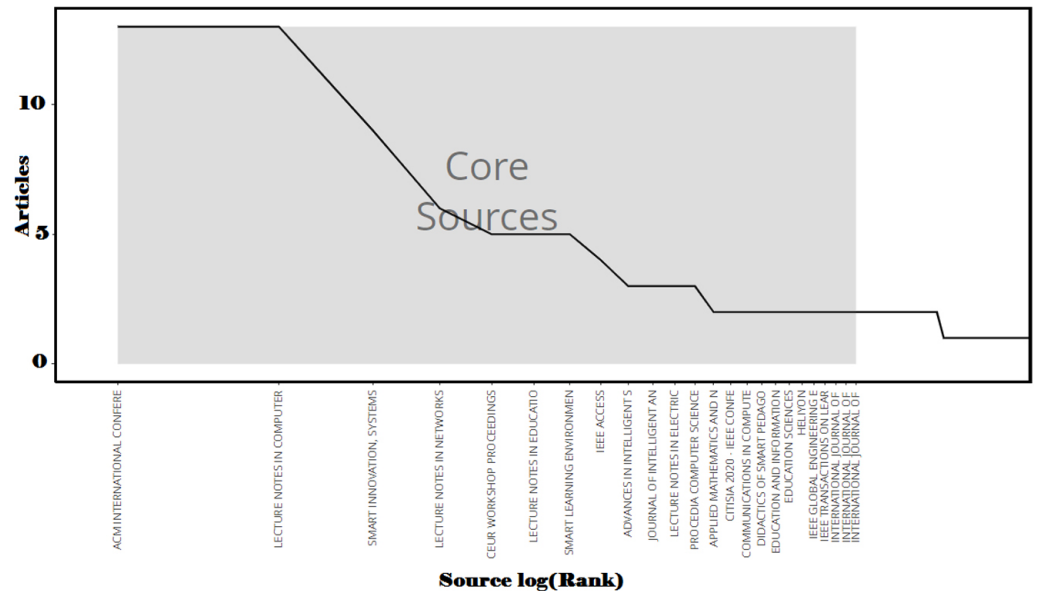 10
5
0
Articles
Core
Sources
ACM INTERNATIONAL CONFERE
LECTURE NOTES IN COMPUTER
SMART INNOVATION, SYSTEMS
LECTURE NOTES IN NETWORKS
CEUR WORKSHOP PROCEEDINGS
LECTURE NOTES IN EDUCATIO
SMART LEARNING ENVIRONMEN
IEEE ACCESS
ADVANCES IN INTELLIGENT S
JOURNAL OF INTELLIGENT AN
LECTURE NOTES IN ELECTRIC
PROCEDIA COMPUTER SCIENCE
APPLIED MATHEMATICS AND N
CITISIA 2020 - IEEE CONFE
COMMUNICATIONS IN COMPUTE
DIDACTICS OF SMART PEDAGO
EDUCATION AND INFORMATION
EDUCATION SCIENCES
HELIYON
IEEE GLOBAL ENGINEERING E
IEEE TRANSACTIONS ON LEAR
INTERNATIONAL JOURNAL OF
INTERNATIONAL JOURNAL OF
INTERNATIONAL JOURNAL OF
Source log(Rank)